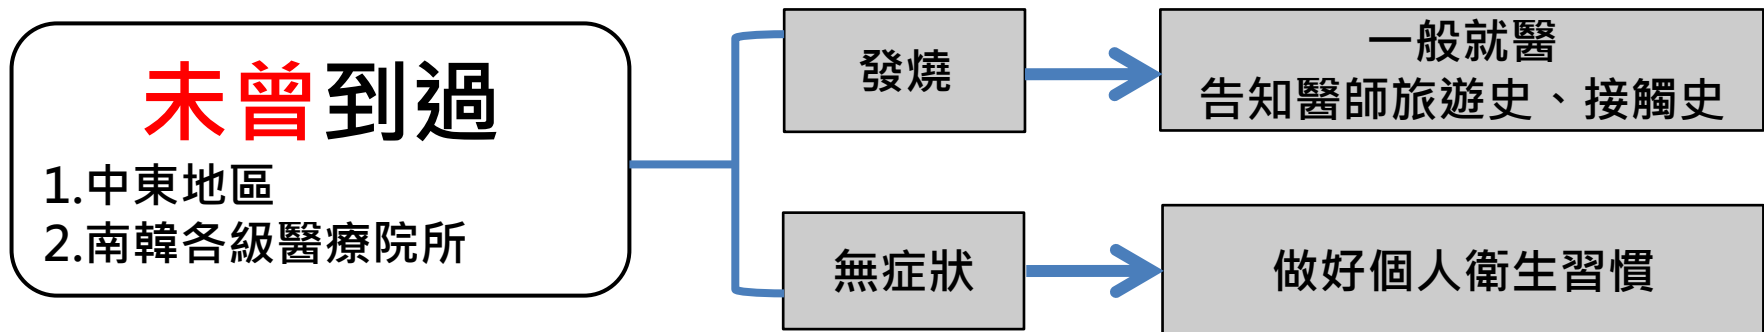 未曾到過
1.中東地區
2.南韓各級醫療院所
發燒
一般就醫
告知醫師旅遊史、接觸史
無症狀
做好個人衛生習慣